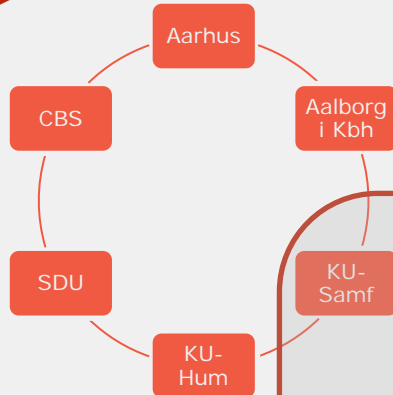 Aarhus
Aalborg
i Kbh
KU-
Samf
KU-
Hum
SDU
CBS